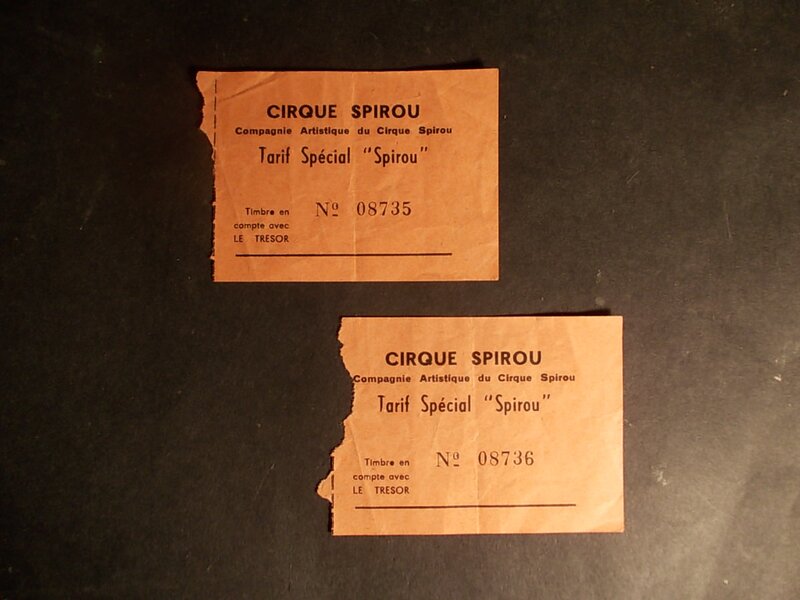 CIRQUE SPIROU
Compagnie Artistique du Cirque Spirou
Tarif Spécial "Spirou"
Timbre en
compte avec
LE TRESOR
Nº 08735
CIRQUE SPIROU
Compagnie Artistique du Cirque Spirou
Tarif Spécial "Spirou"
Timbre en
compte avec
LE TRESOR
Nº 08736